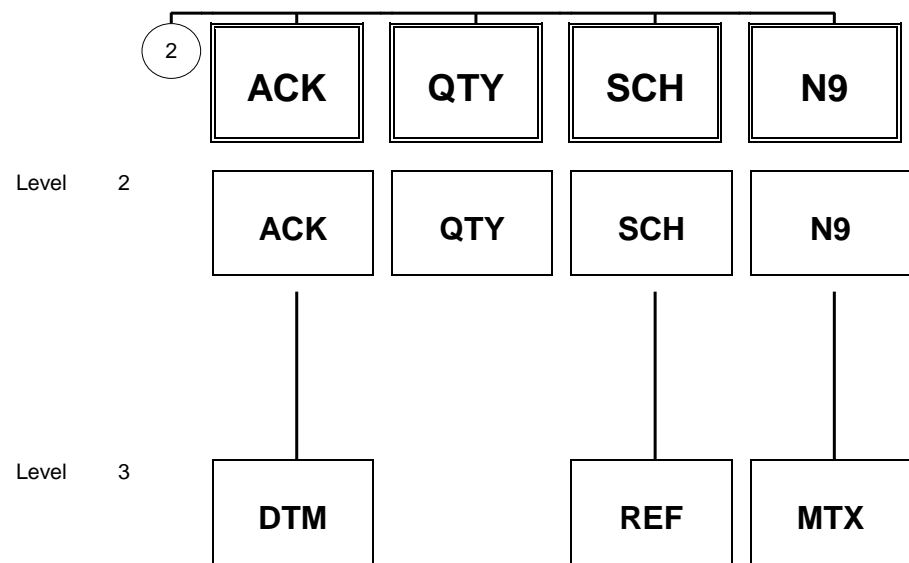 2
ACK QTY SCH N9
Level 2
ACK QTY SCH N9
Level 3
DTM REF MTX